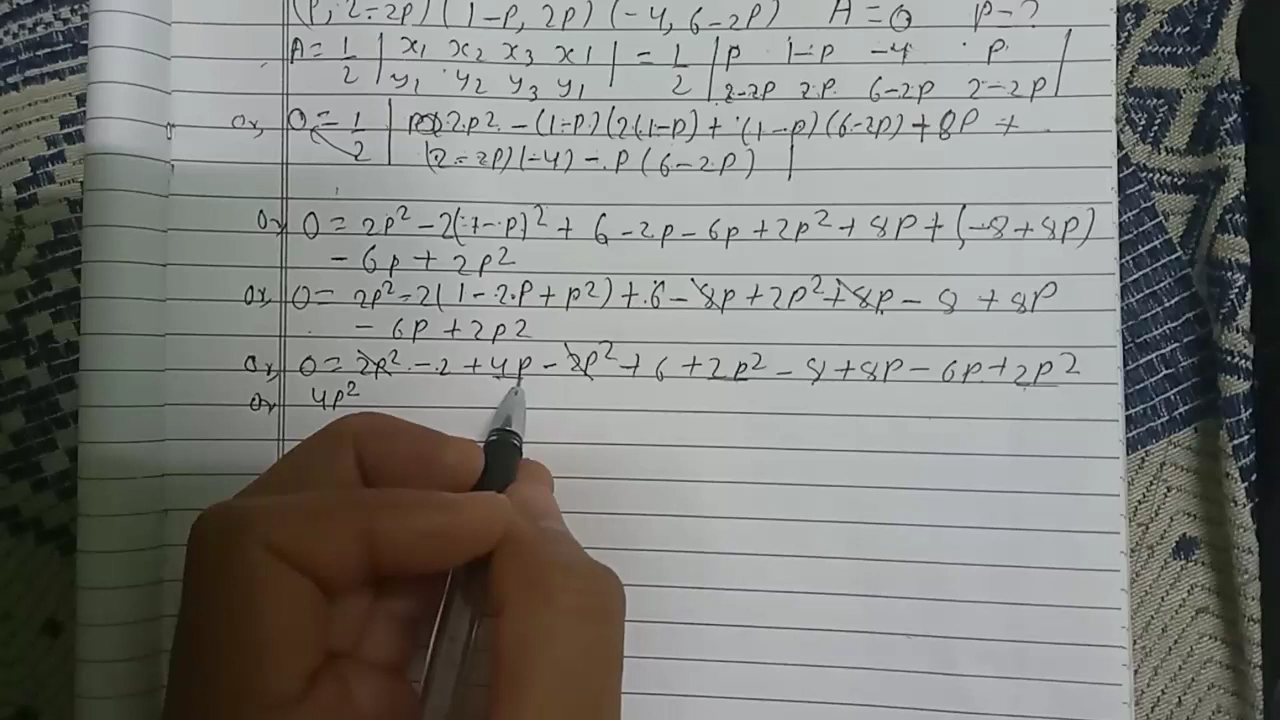 (P, 2-2P) (1-P, 2P) (-4, 6-2P) A = 0 P-?
A = 1/2 | x1 x2 x3 x1 | = 1/2 | P 1-P -4 P
y1 y2 y3 y1 2-2P 2P 6-2P 2-2P |
Or, 0 = 1/2 | 2P² - (1-P)(2(1-P) + (1-P)(6-2P) + 8P +
(2-2P)(-4) - P(6-2P) |
Or 0 = 2P² - 2(1-P)² + 6 - 2P - 6P + 2P² + 8P + (-8+8P)
- 6P + 2P²
Or, 0 = 2P² - 2(1 - 2.P + P²) + 6 - 8P + 2P² + 8P - 8 + 8P
- 6P + 2P2
Or, 0 = 2P² - 2 + 4P - 2P² + 6 + 2P² - 8 + 8P - 6P + 2P²
Or, 4P²